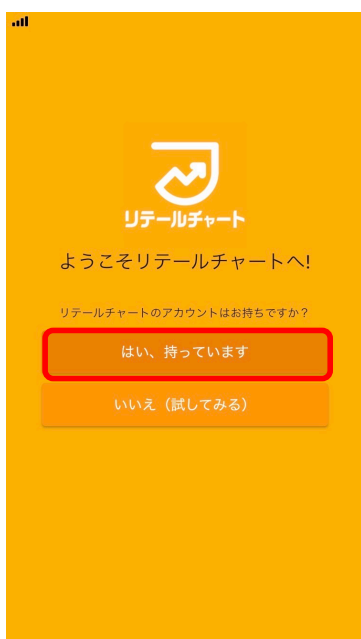 リテールチャート
ようこそリテールチャートへ!
リテールチャートのアカウントはお持ちですか？
はい、持っています
いいえ（試してみる）